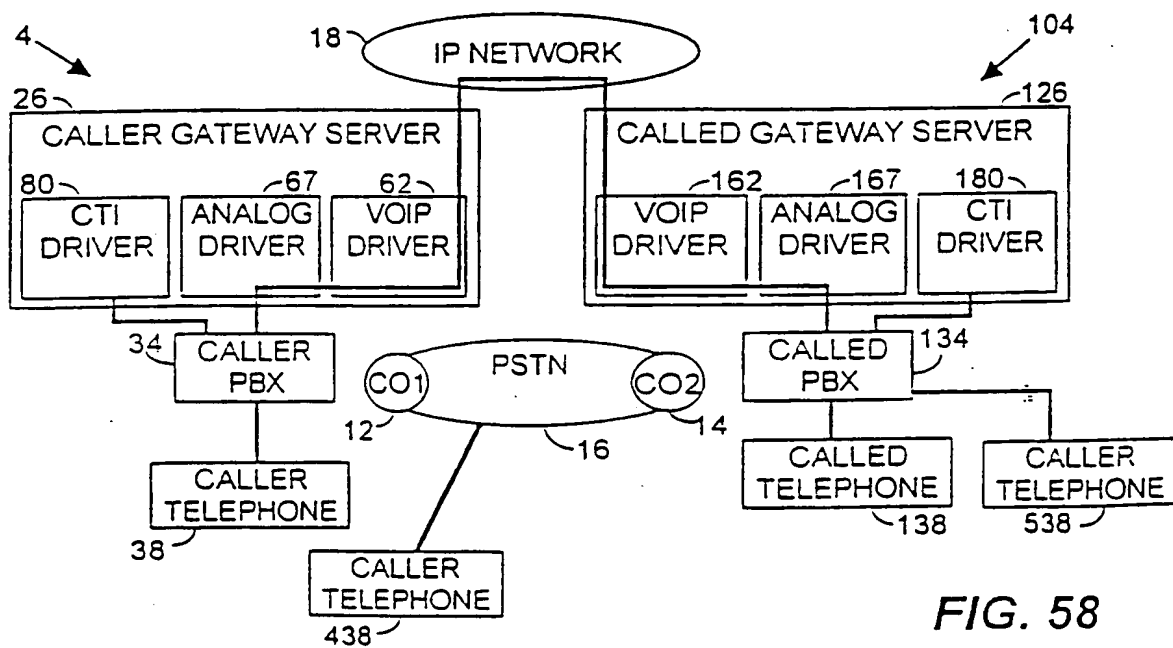 4
18
IP NETWORK
104
26
126
CALLER GATEWAY SERVER
CALLED GATEWAY SERVER
80
67
62
162
167
180
CTI
DRIVER
ANALOG
DRIVER
VOIP
DRIVER
VOIP
DRIVER
ANALOG
DRIVER
CTI
DRIVER
34
CALLER
PBX
CO1
PSTN
CO2
CALLED
PBX
134
12
16
14
CALLER
TELEPHONE
38
CALLED
TELEPHONE
138
CALLER
TELEPHONE
538
CALLER
TELEPHONE
438
FIG. 58